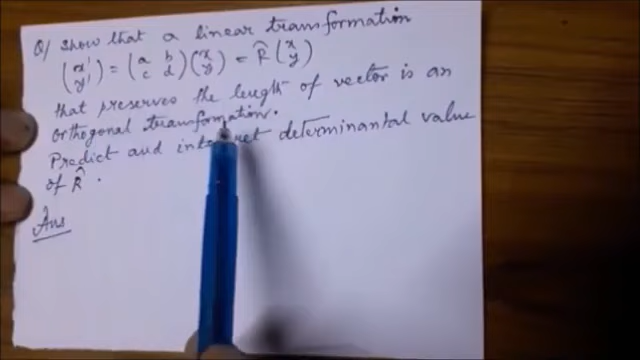 Q/ Show that a linear transformation
(x' y') = (a b c d)(x y) = R̂ (x y)
that preserves the length of vector is an
orthogonal transformation.
Predict and interpret determinantal value
of R̂.
Ans